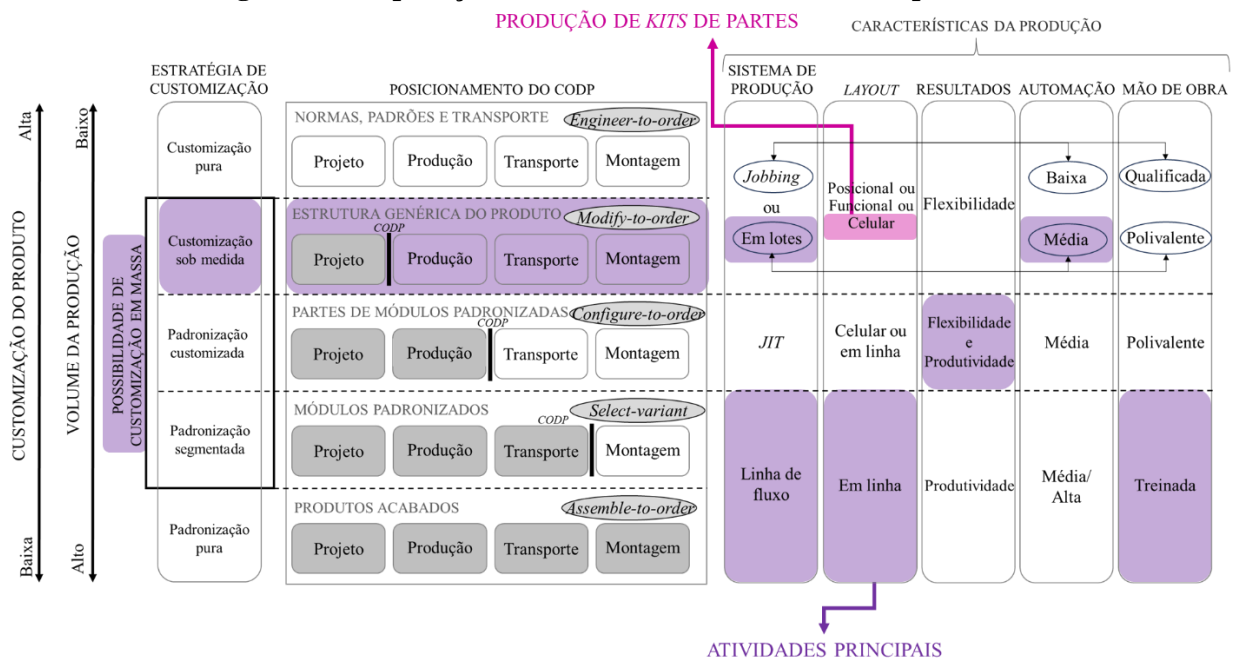 PRODUÇÃO DE KITS DE PARTES
CARACTERÍSTICAS DA PRODUÇÃO
ESTRATÉGIA DE
CUSTOMIZAÇÃO
POSICIONAMENTO DO CODP
SISTEMA DE
PRODUÇÃO
LAYOUT
RESULTADOS
AUTOMAÇÃO
MÃO DE OBRA
Alta
Baixo
CUSTOMIZAÇÃO DO PRODUTO
VOLUME DA PRODUÇÃO
POSSIBILIDADE DE
CUSTOMIZAÇÃO EM MASSA
Baixa
Alto
Customização
pura
NORMAS, PADRÕES E TRANSPORTE
Engineer-to-order
Projeto
Produção
Transporte
Montagem
Customização
sob medida
ESTRUTURA GENÉRICA DO PRODUTO
Modify-to-order
CODP
Projeto
Produção
Transporte
Montagem
Jobbing
ou
Em lotes
Posicional ou
Funcional ou
Celular
Flexibilidade
Baixa
Média
Qualificada
Polivalente
Padronização
customizada
PARTES DE MÓDULOS PADRONIZADAS
Configure-to-order
CODP
Projeto
Produção
Transporte
Montagem
JIT
Celular ou
em linha
Flexibilidade
e
Produtividade
Média
Polivalente
Padronização
segmentada
MÓDULOS PADRONIZADOS
Select-variant
CODP
Projeto
Produção
Transporte
Montagem
Padronização
pura
PRODUTOS ACABADOS
Assemble-to-order
Projeto
Produção
Transporte
Montagem
Linha de
fluxo
Em linha
Produtividade
Média/
Alta
Treinada
ATIVIDADES PRINCIPAIS